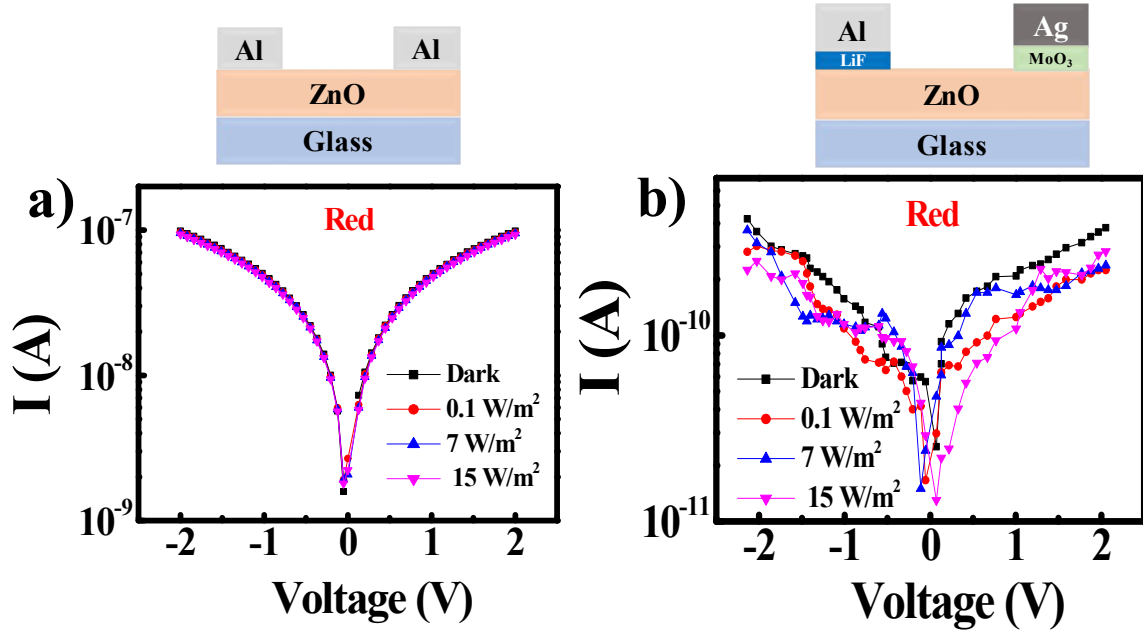 Al Al
ZnO
Glass
Al Ag
LiF MoO₃
ZnO
Glass
a)
Red
10⁻⁷
10⁻⁸
10⁻⁹
I (A)
Dark
0.1 W/m²
7 W/m²
15 W/m²
-2 -1 0 1 2
Voltage (V)
b)
Red
10⁻¹⁰
10⁻¹¹
I (A)
Dark
0.1 W/m²
7 W/m²
15 W/m²
-2 -1 0 1 2
Voltage (V)